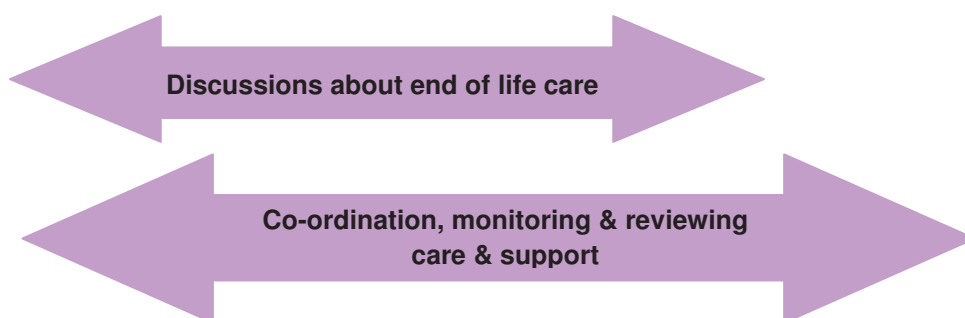 Discussions about end of life care
Co-ordination, monitoring & reviewing
care & support